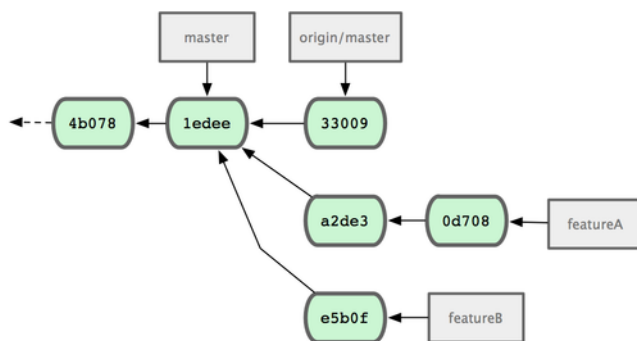 master
origin/master
4b078
1edee
33009
a2de3
0d708
featureA
e5b0f
featureB